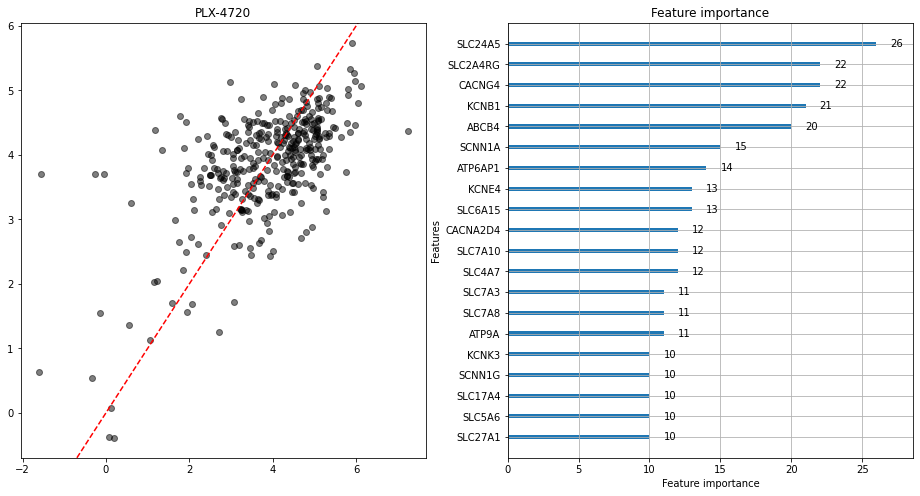 PLX-4720
6
5
4
3
2
1
0
−2
0
2
4
6
Feature importance
Features
SLC24A5
26
SLC2A4RG
22
CACNG4
22
KCNB1
21
ABCB4
20
SCNN1A
15
ATP6AP1
14
KCNE4
13
SLC6A15
13
CACNA2D4
12
SLC7A10
12
SLC4A7
12
SLC7A3
11
SLC7A8
11
ATP9A
11
KCNK3
10
SCNN1G
10
SLC17A4
10
SLC5A6
10
SLC27A1
10
0
5
10
15
20
25
Feature importance